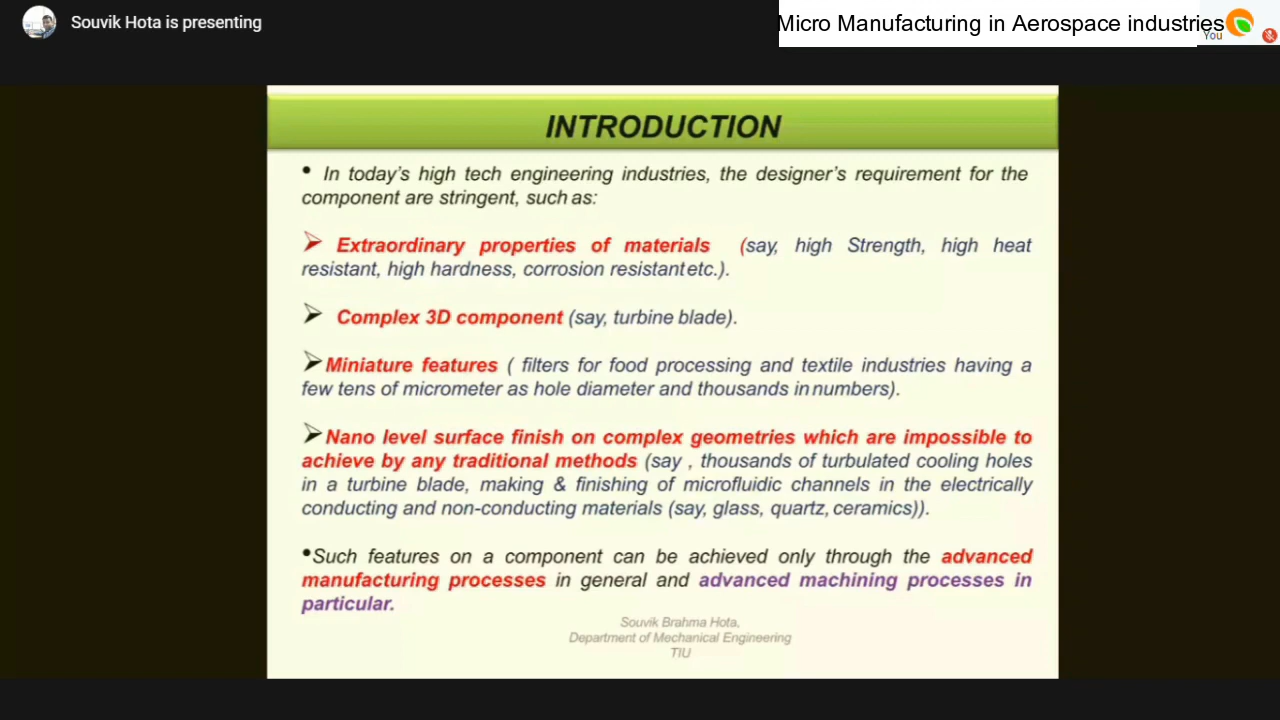 Souvik Hota is presenting
Micro Manufacturing in Aerospace industries
You
INTRODUCTION
• In today's high tech engineering industries, the designer's requirement for the
component are stringent, such as:
➢ Extraordinary properties of materials (say, high Strength, high heat
resistant, high hardness, corrosion resistant etc.).
➢ Complex 3D component (say, turbine blade).
➢Miniature features ( filters for food processing and textile industries having a
few tens of micrometer as hole diameter and thousands in numbers).
➢Nano level surface finish on complex geometries which are impossible to
achieve by any traditional methods (say , thousands of turbulated cooling holes
in a turbine blade, making & finishing of microfluidic channels in the electrically
conducting and non-conducting materials (say, glass, quartz, ceramics)).
•Such features on a component can be achieved only through the advanced
manufacturing processes in general and advanced machining processes in
particular.
Souvik Brahma Hota,
Department of Mechanical Engineering
TIU